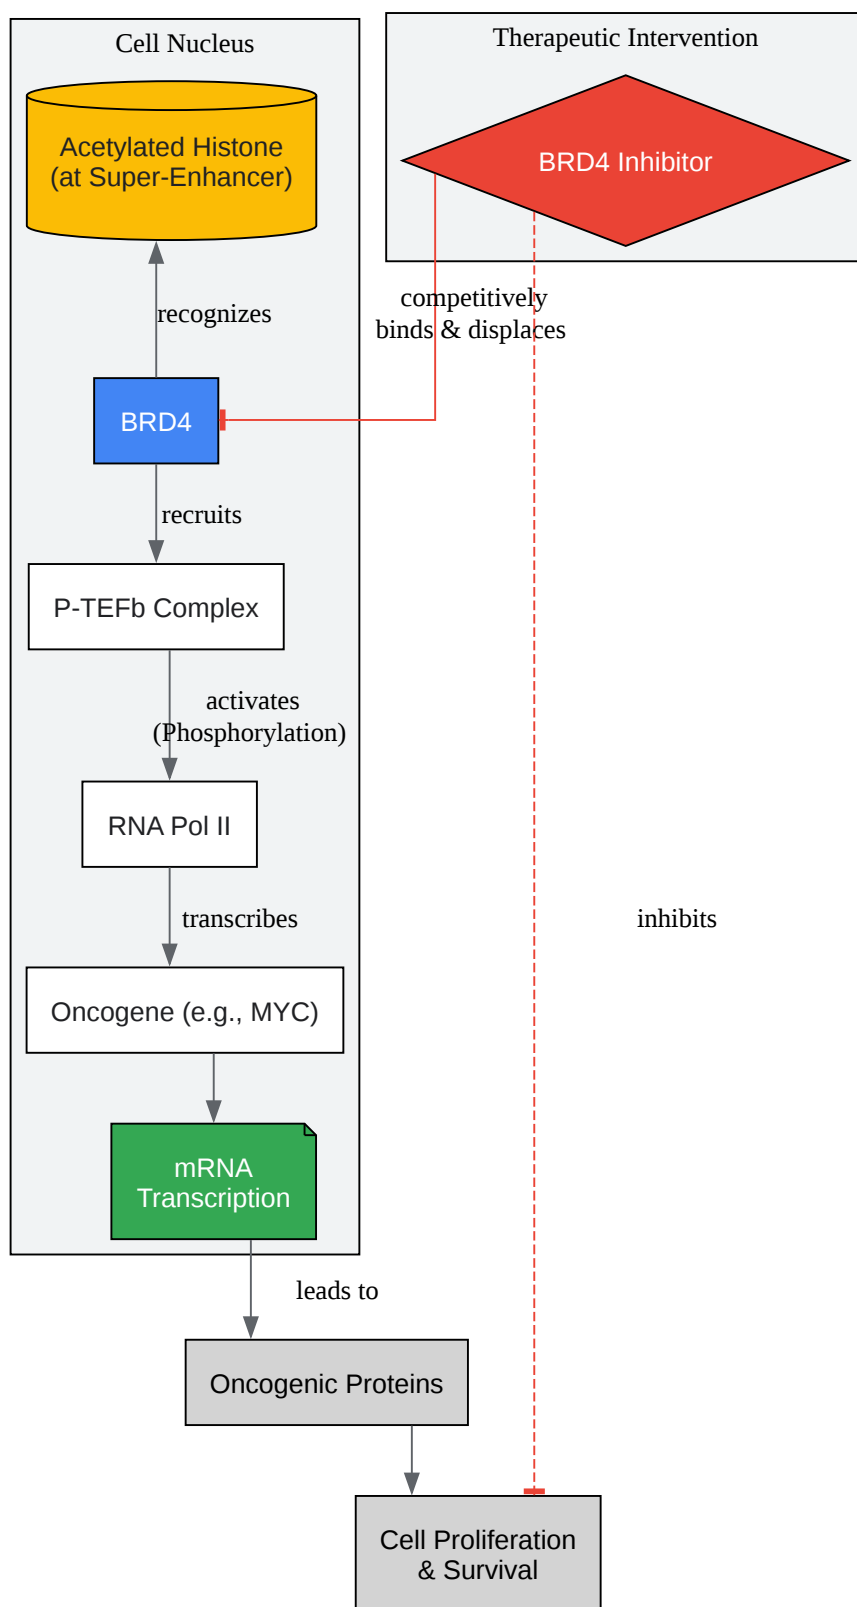 Cell Nucleus
Therapeutic Intervention
Acetylated Histone
(at Super-Enhancer)
BRD4 Inhibitor
recognizes
competitively
binds & displaces
BRD4
recruits
P-TEFb Complex
activates
(Phosphorylation)
RNA Pol II
transcribes
inhibits
Oncogene (e.g., MYC)
mRNA
Transcription
leads to
Oncogenic Proteins
Cell Proliferation
& Survival